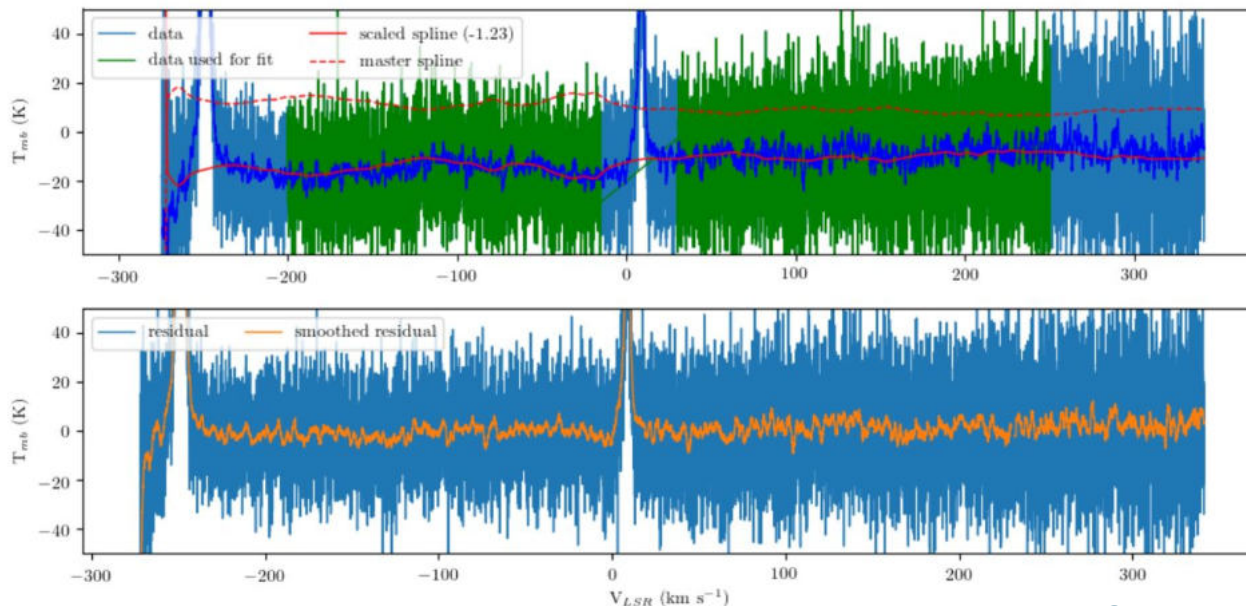 40
20
0
−20
−40
T_mb (K)
data
data used for fit
scaled spline (-1.23)
master spline
−300
−200
−100
0
100
200
300
40
20
0
−20
−40
T_mb (K)
residual
smoothed residual
−300
−200
−100
0
100
200
300
V_LSR (km s⁻¹)